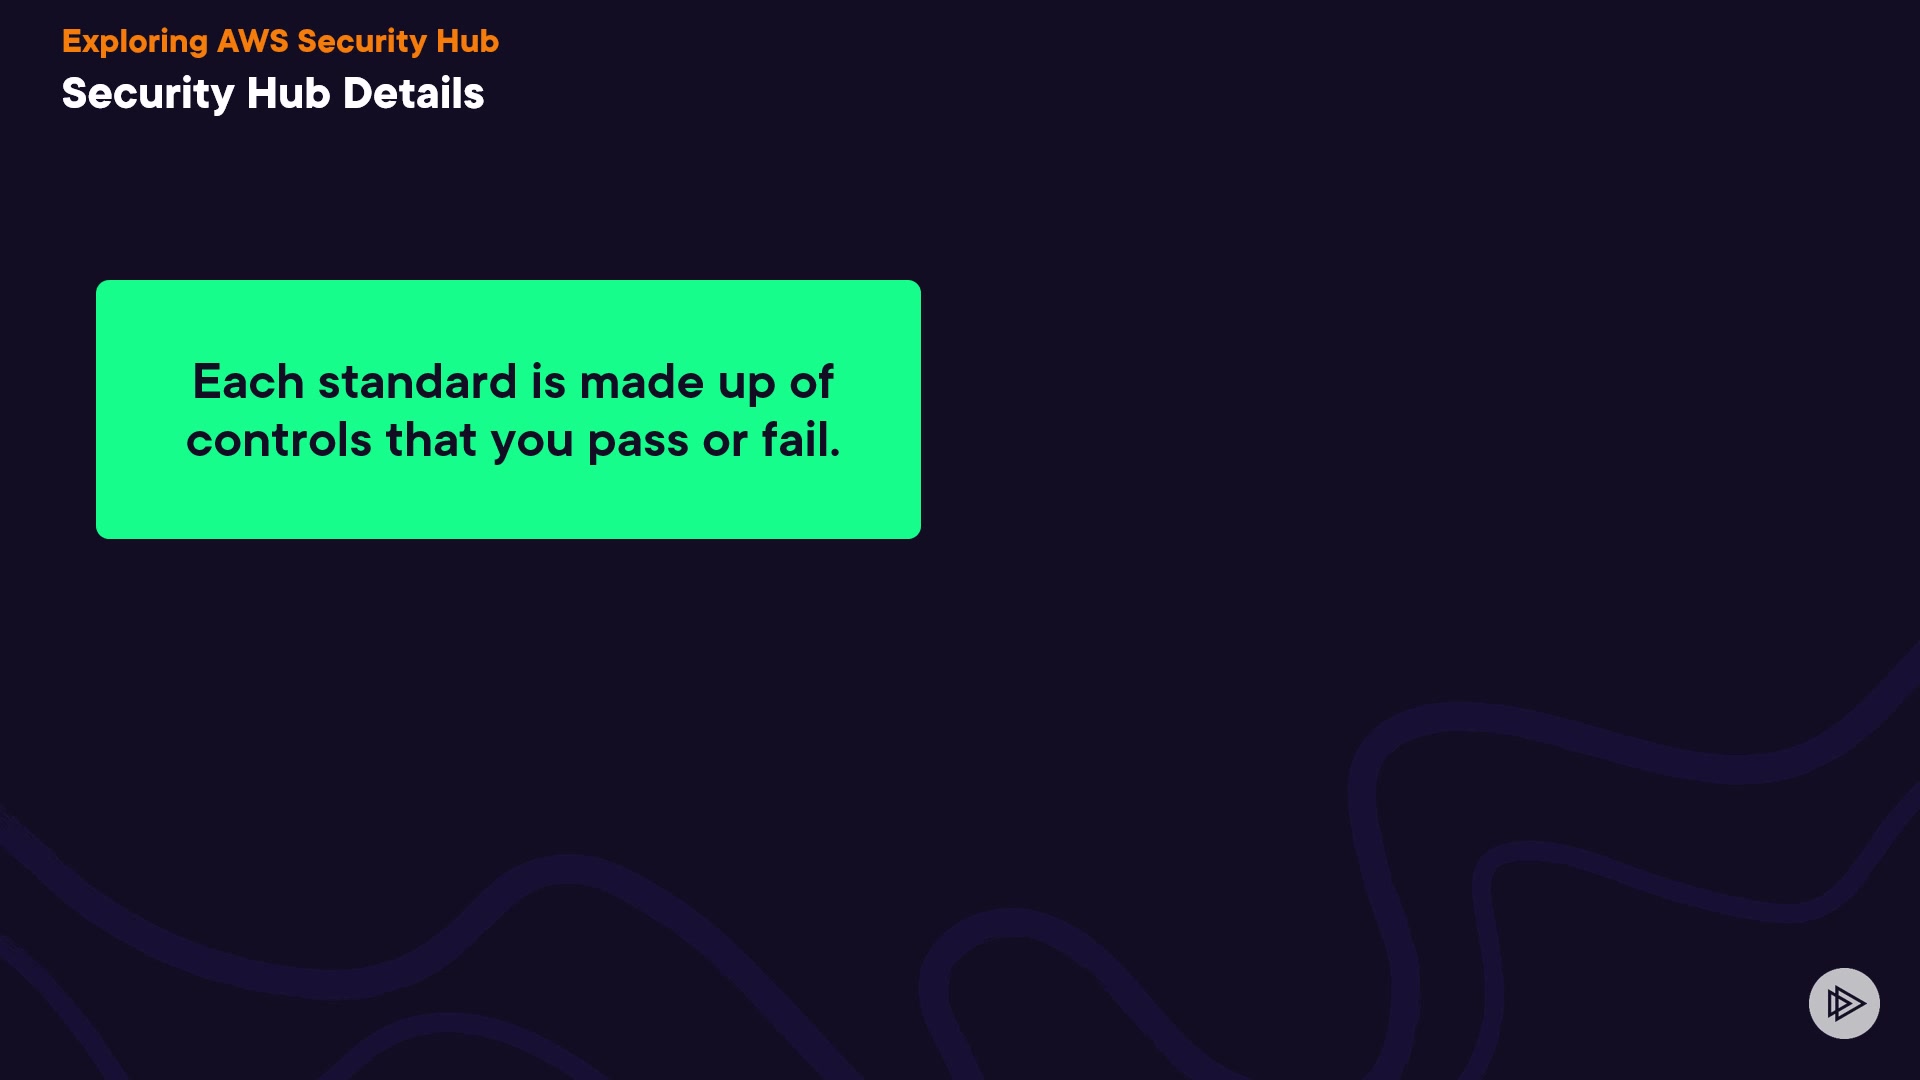 Exploring AWS Security Hub
Security Hub Details
Each standard is made up of
controls that you pass or fail.